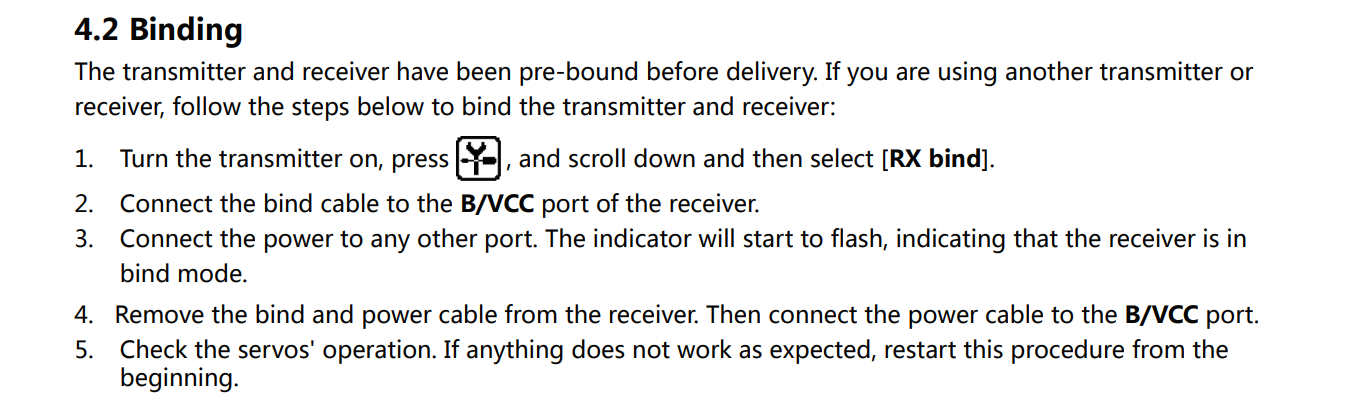 4.2 Binding
The transmitter and receiver have been pre-bound before delivery. If you are using another transmitter or
receiver, follow the steps below to bind the transmitter and receiver:
1. Turn the transmitter on, press , and scroll down and then select [RX bind].
2. Connect the bind cable to the B/VCC port of the receiver.
3. Connect the power to any other port. The indicator will start to flash, indicating that the receiver is in
bind mode.
4. Remove the bind and power cable from the receiver. Then connect the power cable to the B/VCC port.
5. Check the servos' operation. If anything does not work as expected, restart this procedure from the
beginning.